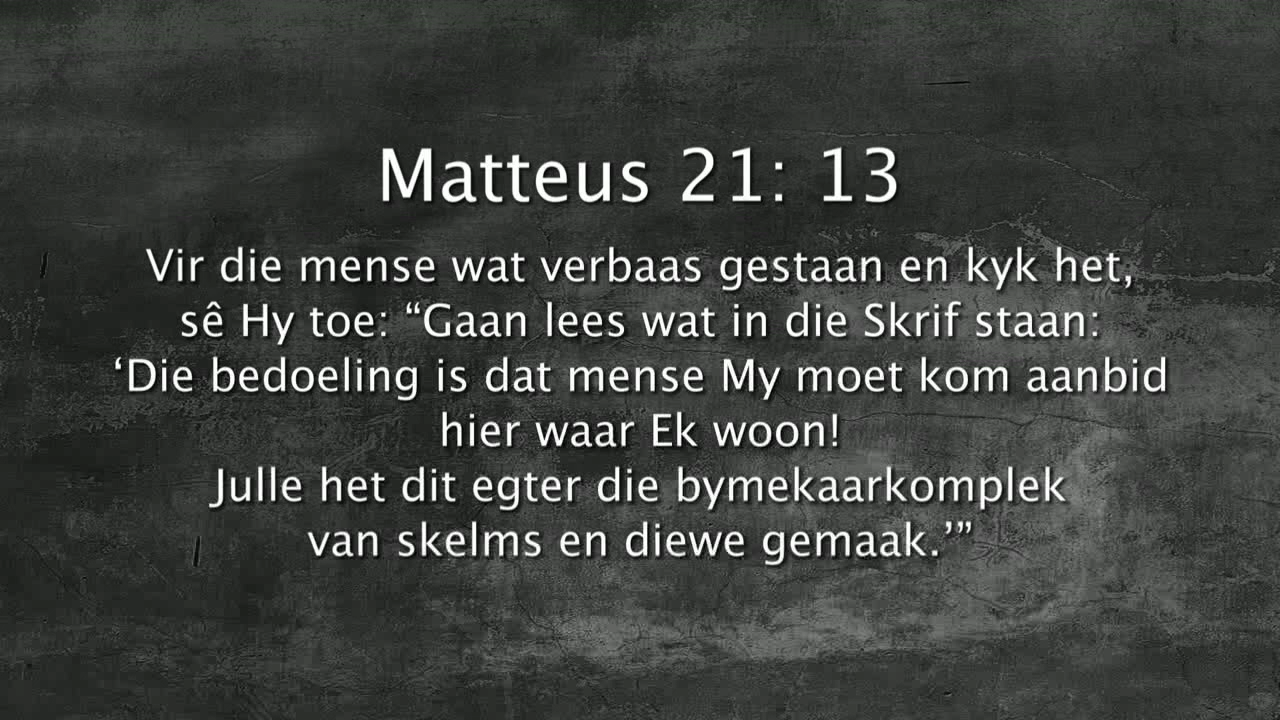 Matteus 21: 13
Vir die mense wat verbaas gestaan en kyk het,
sê Hy toe: “Gaan lees wat in die Skrif staan:
‘Die bedoeling is dat mense My moet kom aanbid
hier waar Ek woon!
Julle het dit egter die bymekaarkomplek
van skelms en diewe gemaak.’”